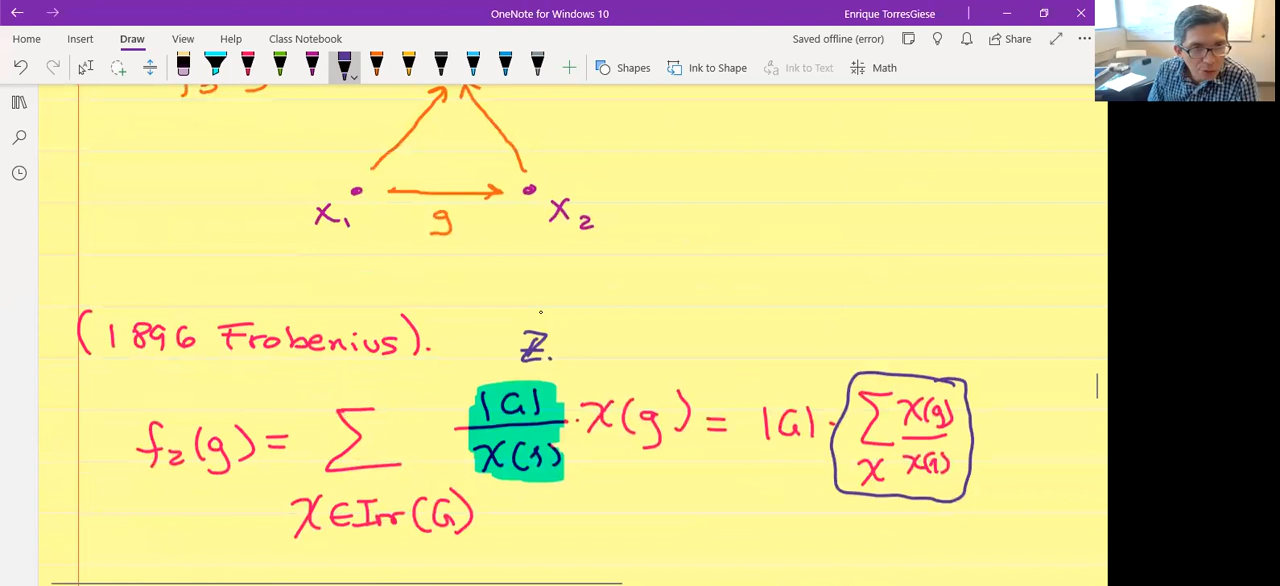 OneNote for Windows 10
Enrique TorresGiese
Home Insert Draw View Help Class Notebook
Saved offline (error) Share
Shapes Ink to Shape Ink to Text Math
x₁ g x₂
(1896 Frobenius). ℤ.
f₂(g) = ∑ |G| / χ(1) · χ(g) = |G| · ∑ χ(g) / χ(1)
χ∈Irr(G) χ